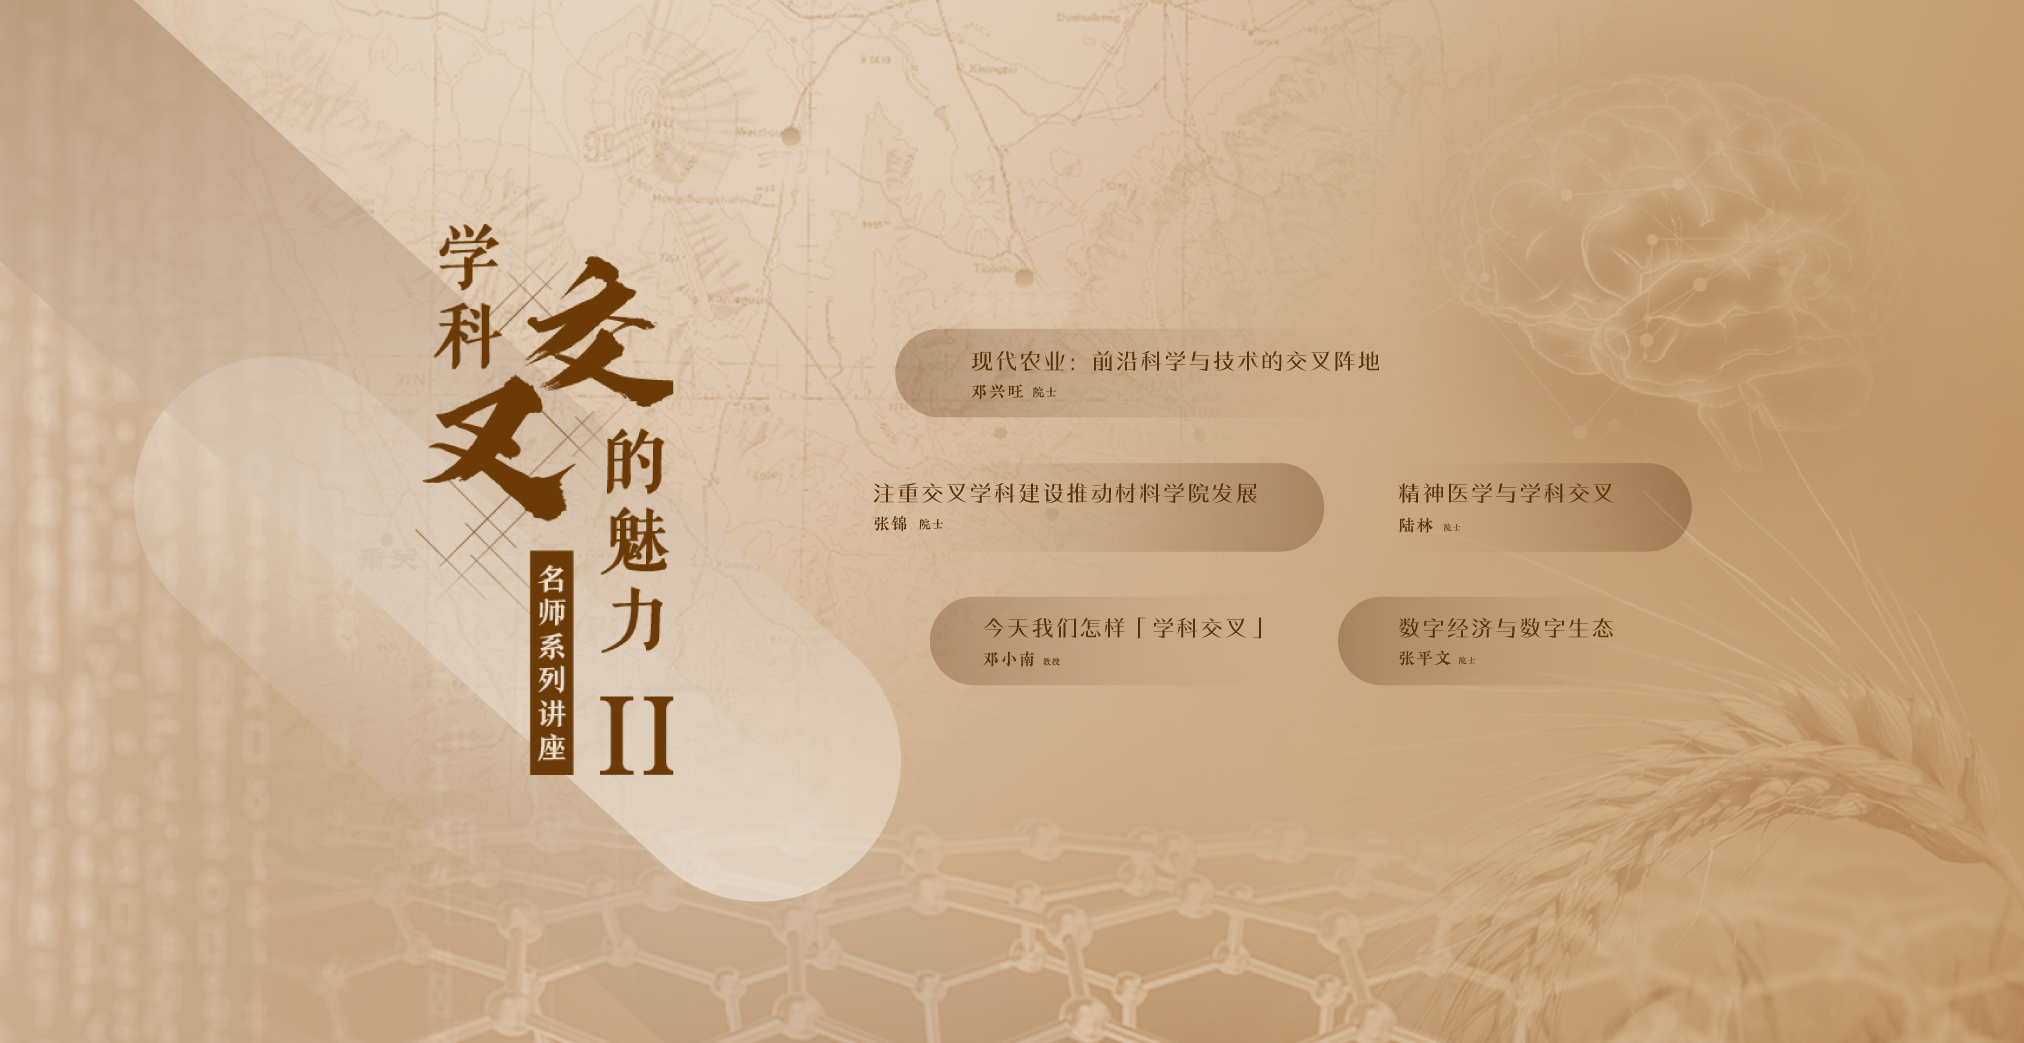 学科
交叉
的魅力
II
名师系列讲座
现代农业：前沿科学与技术的交叉阵地
邓兴旺 院士
注重交叉学科建设推动材料学院发展
张锦 院士
精神医学与学科交叉
陆林 院士
今天我们怎样「学科交叉」
邓小南 教授
数字经济与数字生态
张平文 院士